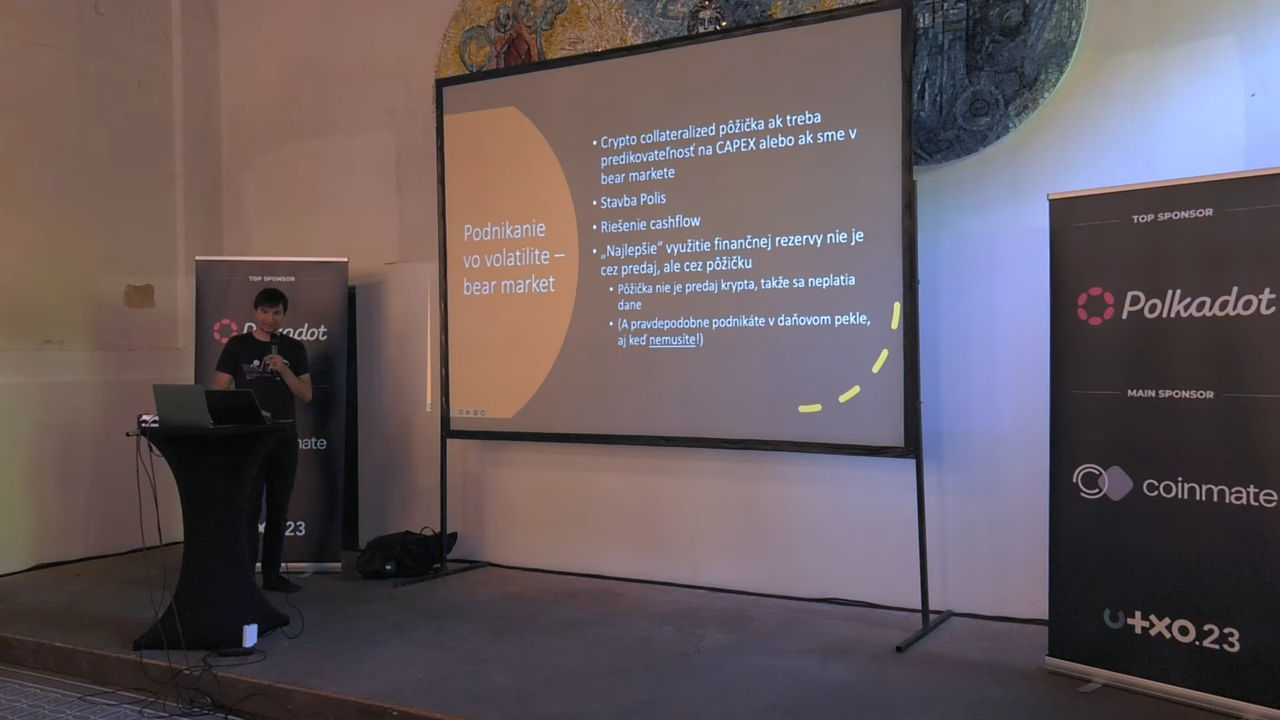 Podnikanie
vo volatilite –
bear market
• Crypto collateralized pôžička ak treba
predikovateľnosť na CAPEX alebo ak sme v
bear markete
• Stavba Polis
• Riešenie cashflow
• „Najlepšie“ využitie finančnej rezervy nie je
cez predaj, ale cez pôžičku
• Pôžička nie je predaj krypta, takže sa neplatia
dane
• (A pravdepodobne podnikáte v daňovom pekle,
aj keď nemusíte!)
TOP SPONSOR
Polkadot
mate
xo.23
TOP SPONSOR
Polkadot
MAIN SPONSOR
coinmate
utxo.23